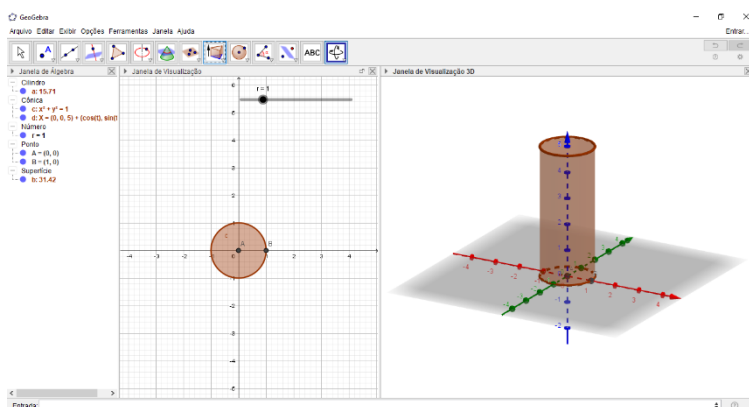 GeoGebra
Arquivo Editar Exibir Opções Ferramentas Janela Ajuda
Entrar...
ABC
Janela de Álgebra
Janela de Visualização
Janela de Visualização 3D
Cilindro
a: 15.71
Cônica
c: x² + y² = 1
d: X = (0, 0, 5) + (cos(t), sin(t
Número
r = 1
Ponto
A = (0, 0)
B = (1, 0)
Superfície
b: 31.42
r = 1
c
A
B
Entrada: